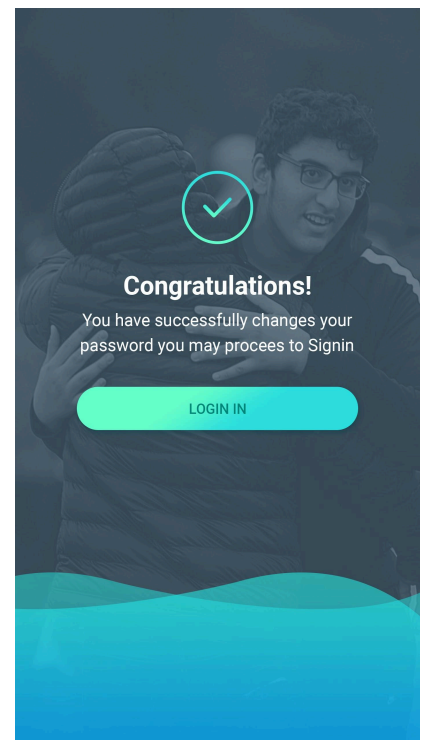 Congratulations!
You have successfully changes your
password you may procees to Signin
LOGIN IN